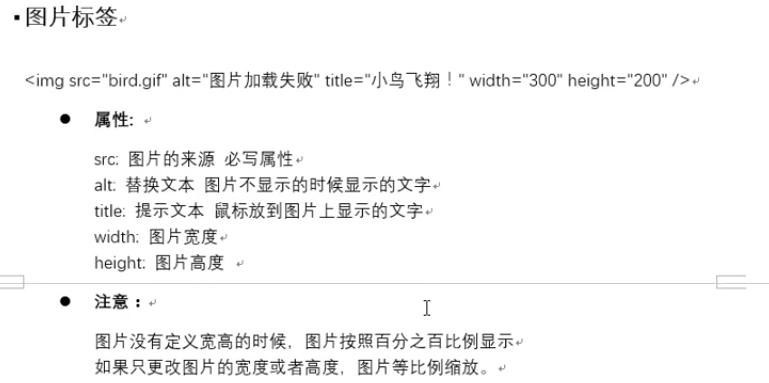 图片标签
<img src="bird.gif" alt="图片加载失败" title="小鸟飞翔！" width="300" height="200" />
属性:
src: 图片的来源 必写属性
alt: 替换文本 图片不显示的时候显示的文字
title: 提示文本 鼠标放到图片上显示的文字
width: 图片宽度
height: 图片高度
注意：
图片没有定义宽高的时候，图片按照百分之百比例显示
如果只更改图片的宽度或者高度，图片等比例缩放。